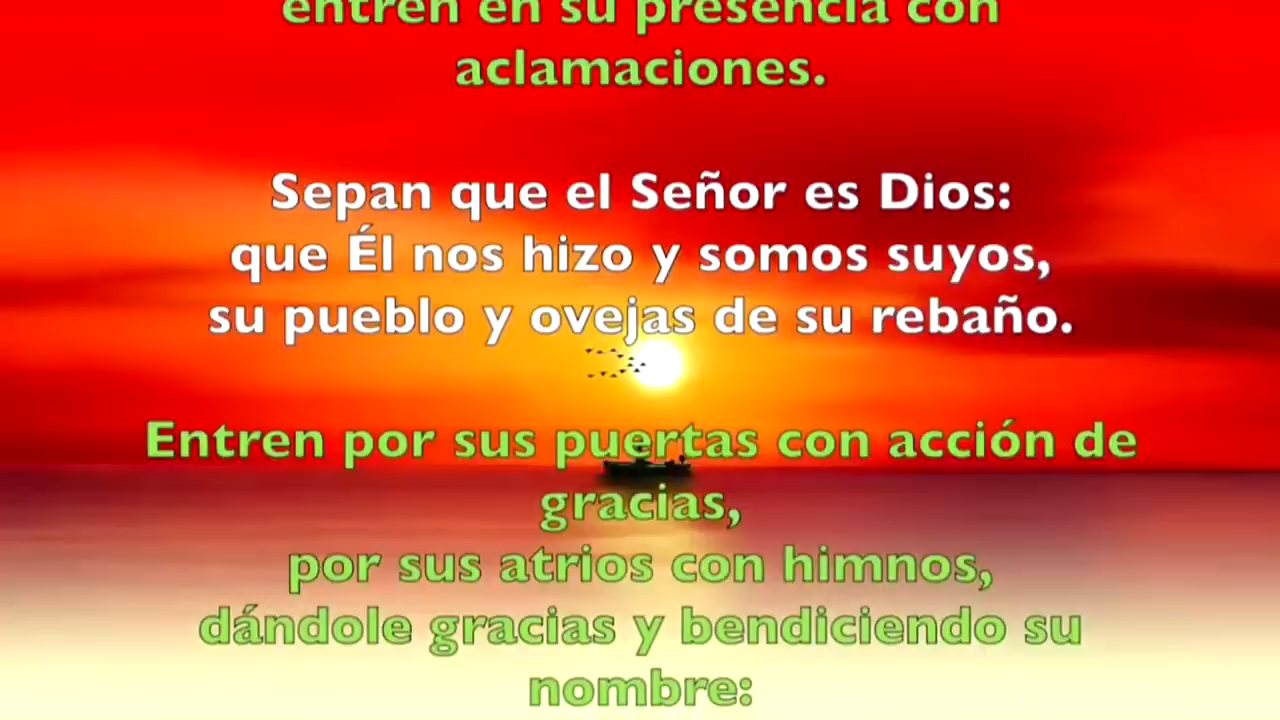 entren en su presencia con
aclamaciones.
Sepan que el Señor es Dios:
que Él nos hizo y somos suyos,
su pueblo y ovejas de su rebaño.
Entren por sus puertas con acción de
gracias,
por sus atrios con himnos,
dándole gracias y bendiciendo su
nombre: